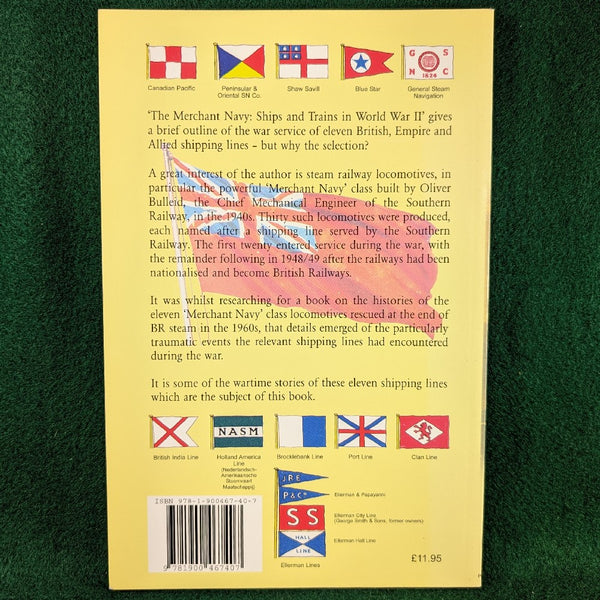 G S
N C
1824
Canadian Pacific
Peninsular &
Oriental SN Co.
Shaw Savill
Blue Star
General Steam
Navigation
'The Merchant Navy: Ships and Trains in World War II' gives
a brief outline of the war service of eleven British, Empire and
Allied shipping lines – but why the selection?
A great interest of the author is steam railway locomotives, in
particular the powerful 'Merchant Navy' class built by Oliver
Bulleid, the Chief Mechanical Engineer of the Southern
Railway, in the 1940s. Thirty such locomotives were produced,
each named after a shipping line served by the Southern
Railway. The first twenty entered service during the war, with
the remainder following in 1948/49 after the railways had been
nationalised and become British Railways.
It was whilst researching for a book on the histories of the
eleven 'Merchant Navy' class locomotives rescued at the end of
BR steam in the 1960s, that details emerged of the particularly
traumatic events the relevant shipping lines had encountered
during the war.
It is some of the wartime stories of these eleven shipping lines
which are the subject of this book.
NASM
British India Line
Holland America
Line
(Nederlandsch-
Amerikaansche
Stoomvaart
Maatschappij)
Brocklebank Line
Port Line
Clan Line
J.R.E
P&Co
Ellerman & Papayanni
S S
Ellerman City Line
(George Smith & Sons, former owners)
HALL
LINE
Ellerman Hall Line
Ellerman Lines
ISBN 978-1-900467-40-7
9 781900 467407
£11.95